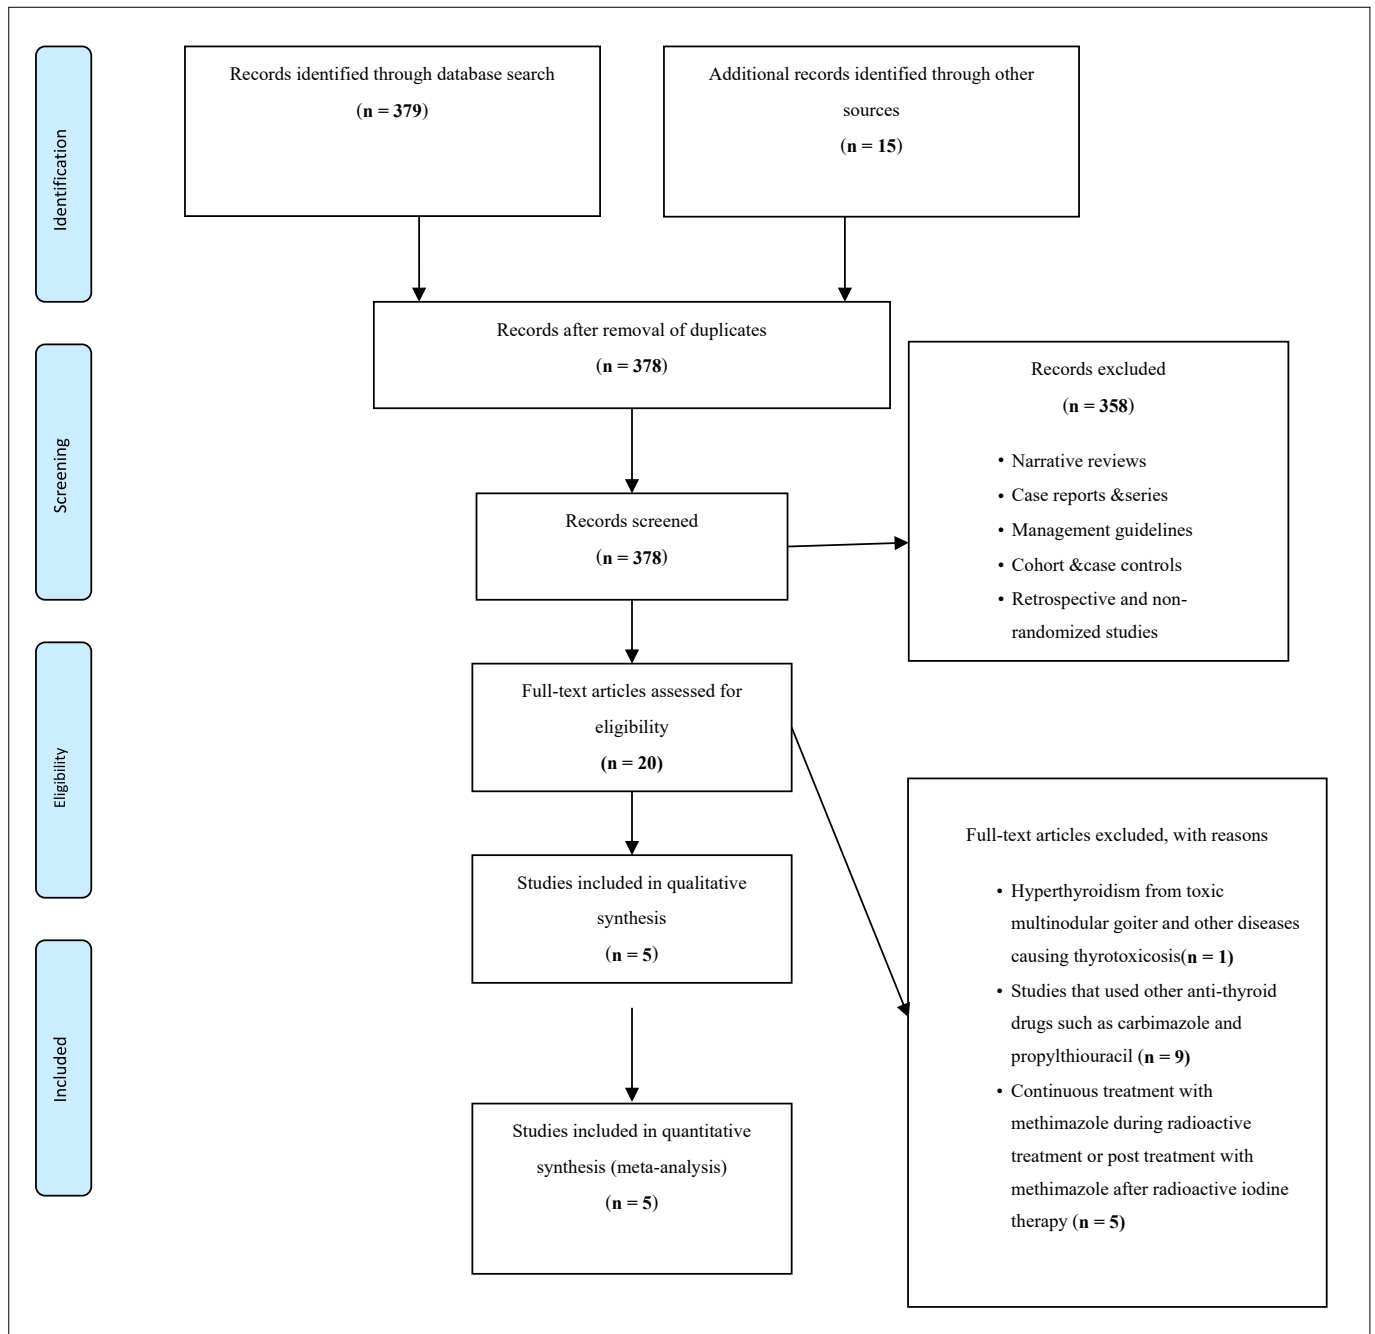 Identification
Records identified through database search
(n = 379)
Additional records identified through other
sources
(n = 15)
Records after removal of duplicates
(n = 378)
Screening
Records screened
(n = 378)
Records excluded
(n = 358)
• Narrative reviews
• Case reports &series
• Management guidelines
• Cohort &case controls
• Retrospective and non-
randomized studies
Eligibility
Full-text articles assessed for
eligibility
(n = 20)
Full-text articles excluded, with reasons
• Hyperthyroidism from toxic
multinodular goiter and other diseases
causing thyrotoxicosis(n = 1)
• Studies that used other anti-thyroid
drugs such as carbimazole and
propylthiouracil (n = 9)
• Continuous treatment with
methimazole during radioactive
treatment or post treatment with
methimazole after radioactive iodine
therapy (n = 5)
Studies included in qualitative
synthesis
(n = 5)
Included
Studies included in quantitative
synthesis (meta-analysis)
(n = 5)